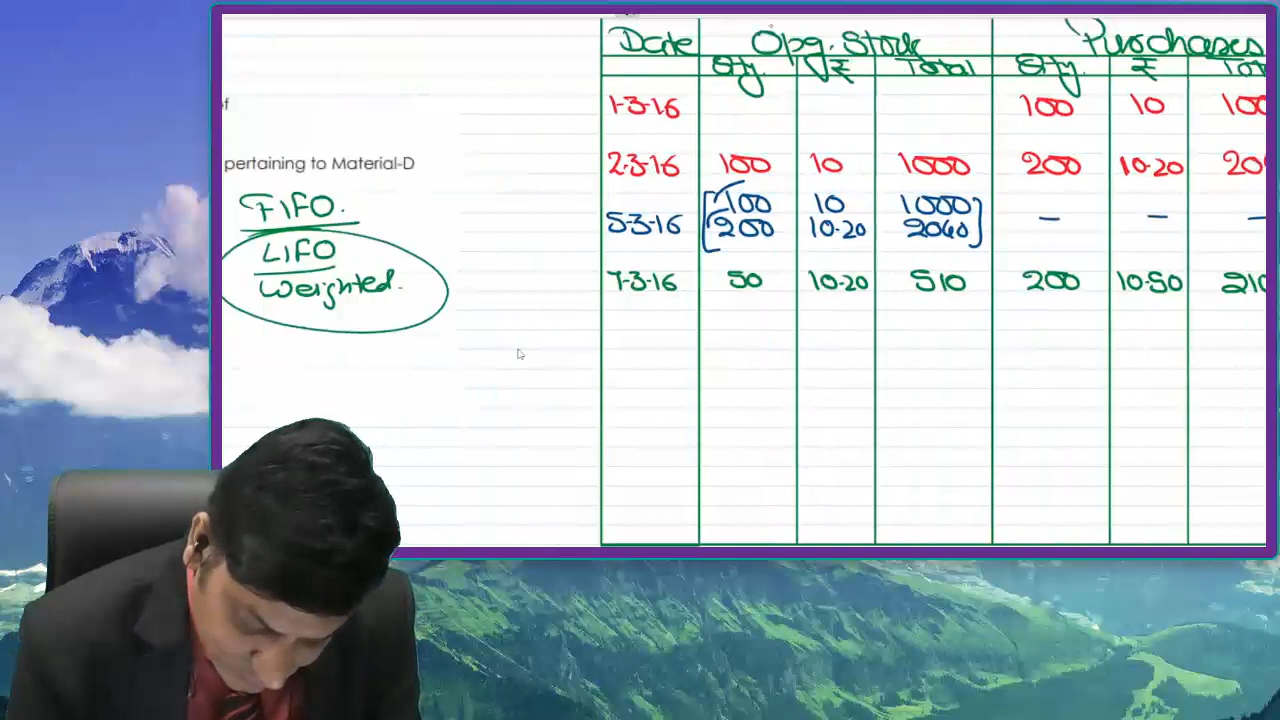 of
pertaining to Material-D
FIFO.
LIFO
Weighted.
Date Opg. Stock Purchases
Qty. ₹ Total Qty. ₹
1-3-16 100 10
2-3-16 100 10 1000 200 10.20
100 10 1000
5-3-16 — — —
200 10.20 2040
7-3-16 50 10.20 510 200 10.50